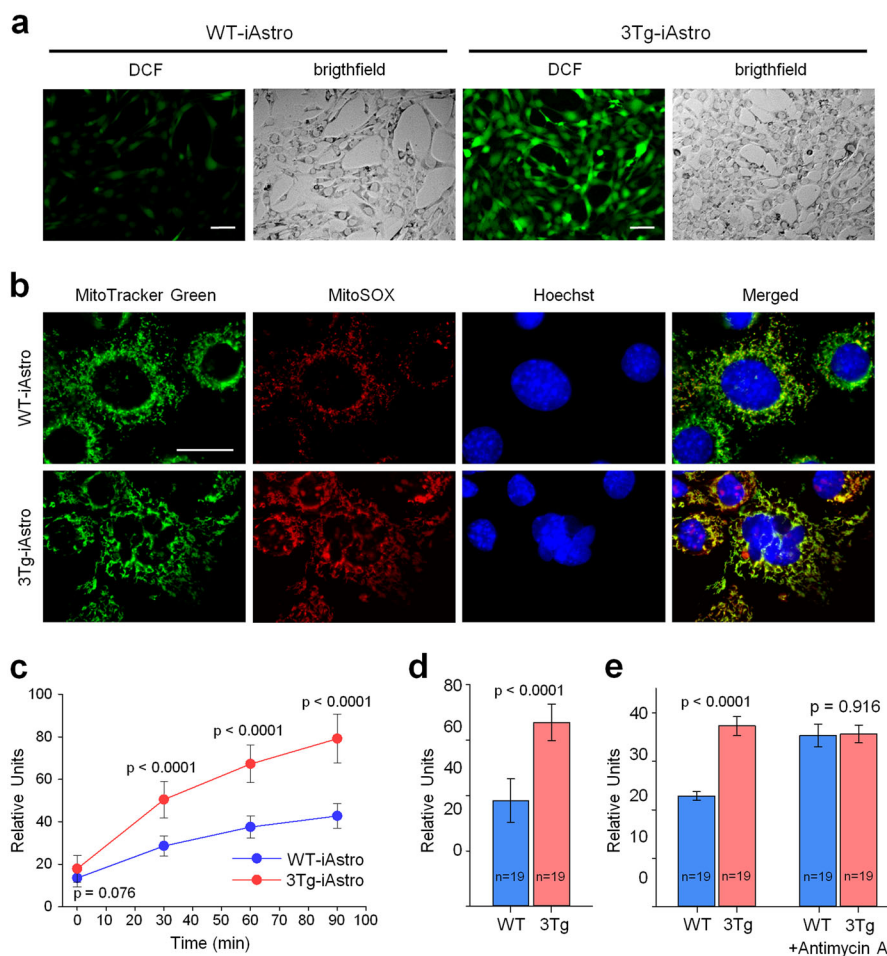 a
WT-iAstro
3Tg-iAstro
DCF
brigthfield
DCF
brigthfield
b
MitoTracker Green
MitoSOX
Hoechst
Merged
WT-iAstro
3Tg-iAstro
c
Relative Units
100
80
60
40
20
0
p < 0.0001
p < 0.0001
p < 0.0001
p = 0.076
WT-iAstro
3Tg-iAstro
0 10 20 30 40 50 60 70 80 90 100
Time (min)
d
Relative Units
80
60
40
20
0
p < 0.0001
n=19
n=19
WT
3Tg
e
Relative Units
40
30
20
10
0
p < 0.0001
p = 0.916
n=19
n=19
n=19
n=19
WT
3Tg
WT
3Tg
+Antimycin A